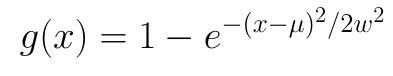 g(x) = 1 − e^{−(x−μ)^2/2w^2}